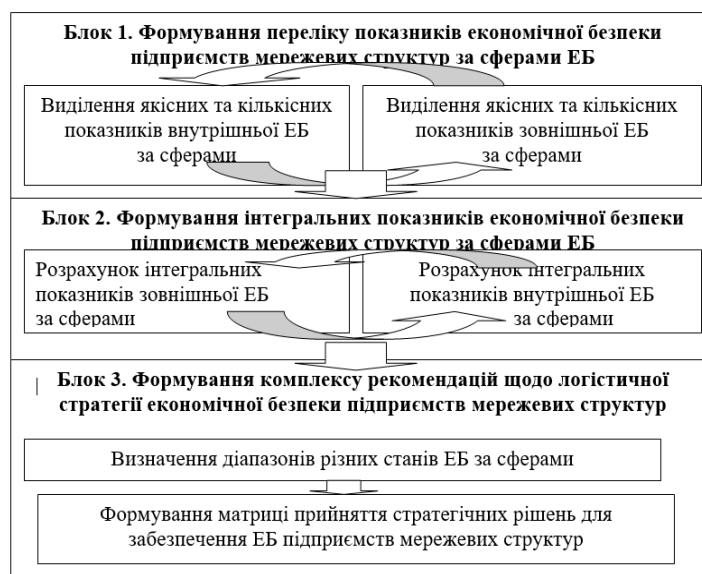 Блок 1. Формування переліку показників економічної безпеки
підприємств мережевих структур за сферами ЕБ
Виділення якісних та кількісних
показників внутрішньої ЕБ
за сферами
Виділення якісних та кількісних
показників зовнішньої ЕБ
за сферами
Блок 2. Формування інтегральних показників економічної безпеки
підприємств мережевих структур за сферами ЕБ
Розрахунок інтегральних
показників зовнішньої ЕБ
за сферами
Розрахунок інтегральних
показників внутрішньої ЕБ
за сферами
Блок 3. Формування комплексу рекомендацій щодо логістичної
стратегії економічної безпеки підприємств мережевих структур
Визначення діапазонів різних станів ЕБ за сферами
Формування матриці прийняття стратегічних рішень для
забезпечення ЕБ підприємств мережевих структур